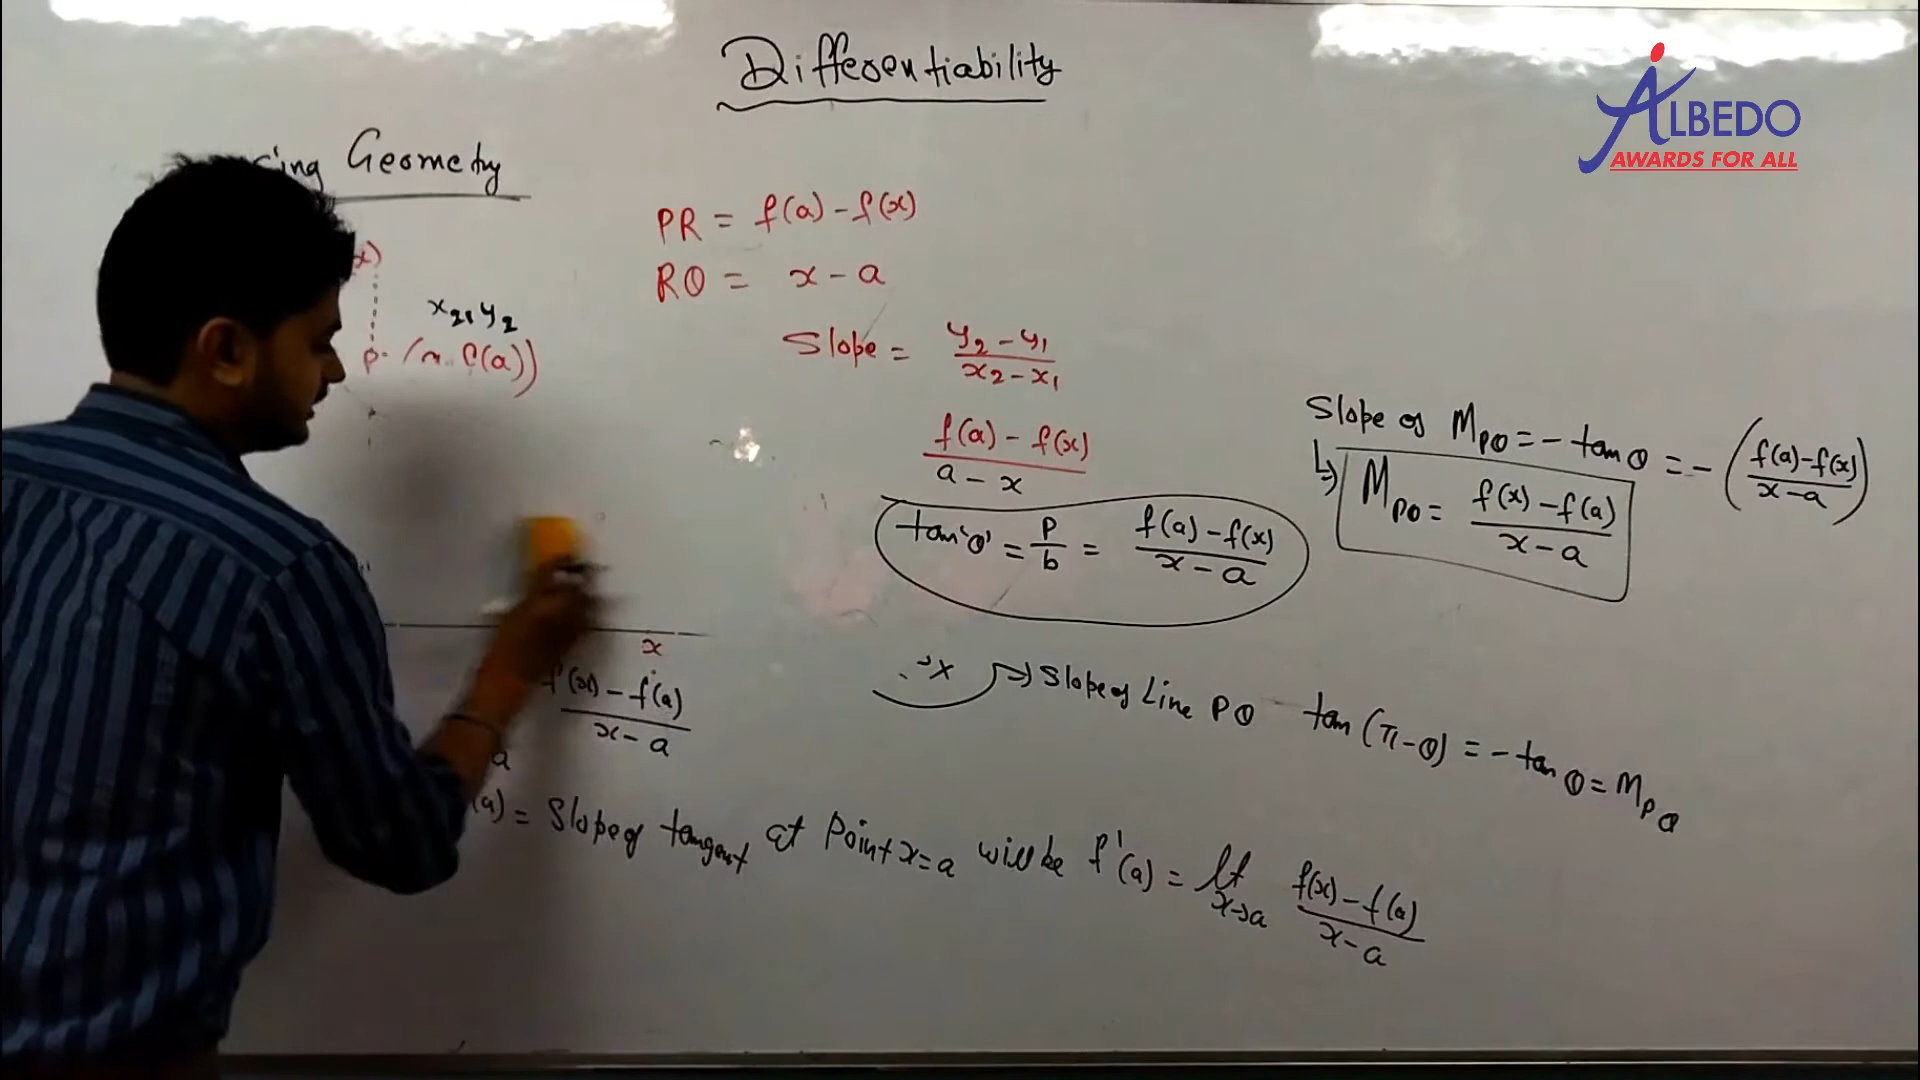 Differentiability
ALBEDO
AWARDS FOR ALL
Geometry
PR = f(a) - f(x)
RQ = x - a
x2, y2
P (a, f(a))
Slope = y2 - y1 / x2 - x1
f(a) - f(x) / a - x
Slope of MPQ = - tan θ = - (f(a) - f(x) / x - a)
↳ MPQ = f(x) - f(a) / x - a
tan 'θ' = P/b = f(a) - f(x) / x - a
x
f(x) - f(a) / x - a
a
→ Slope of Line PQ tan (π - θ) = - tan θ = MPQ
(a) = Slope of tangent at Point x = a will be f'(a) = lt x→a f(x) - f(a) / x - a